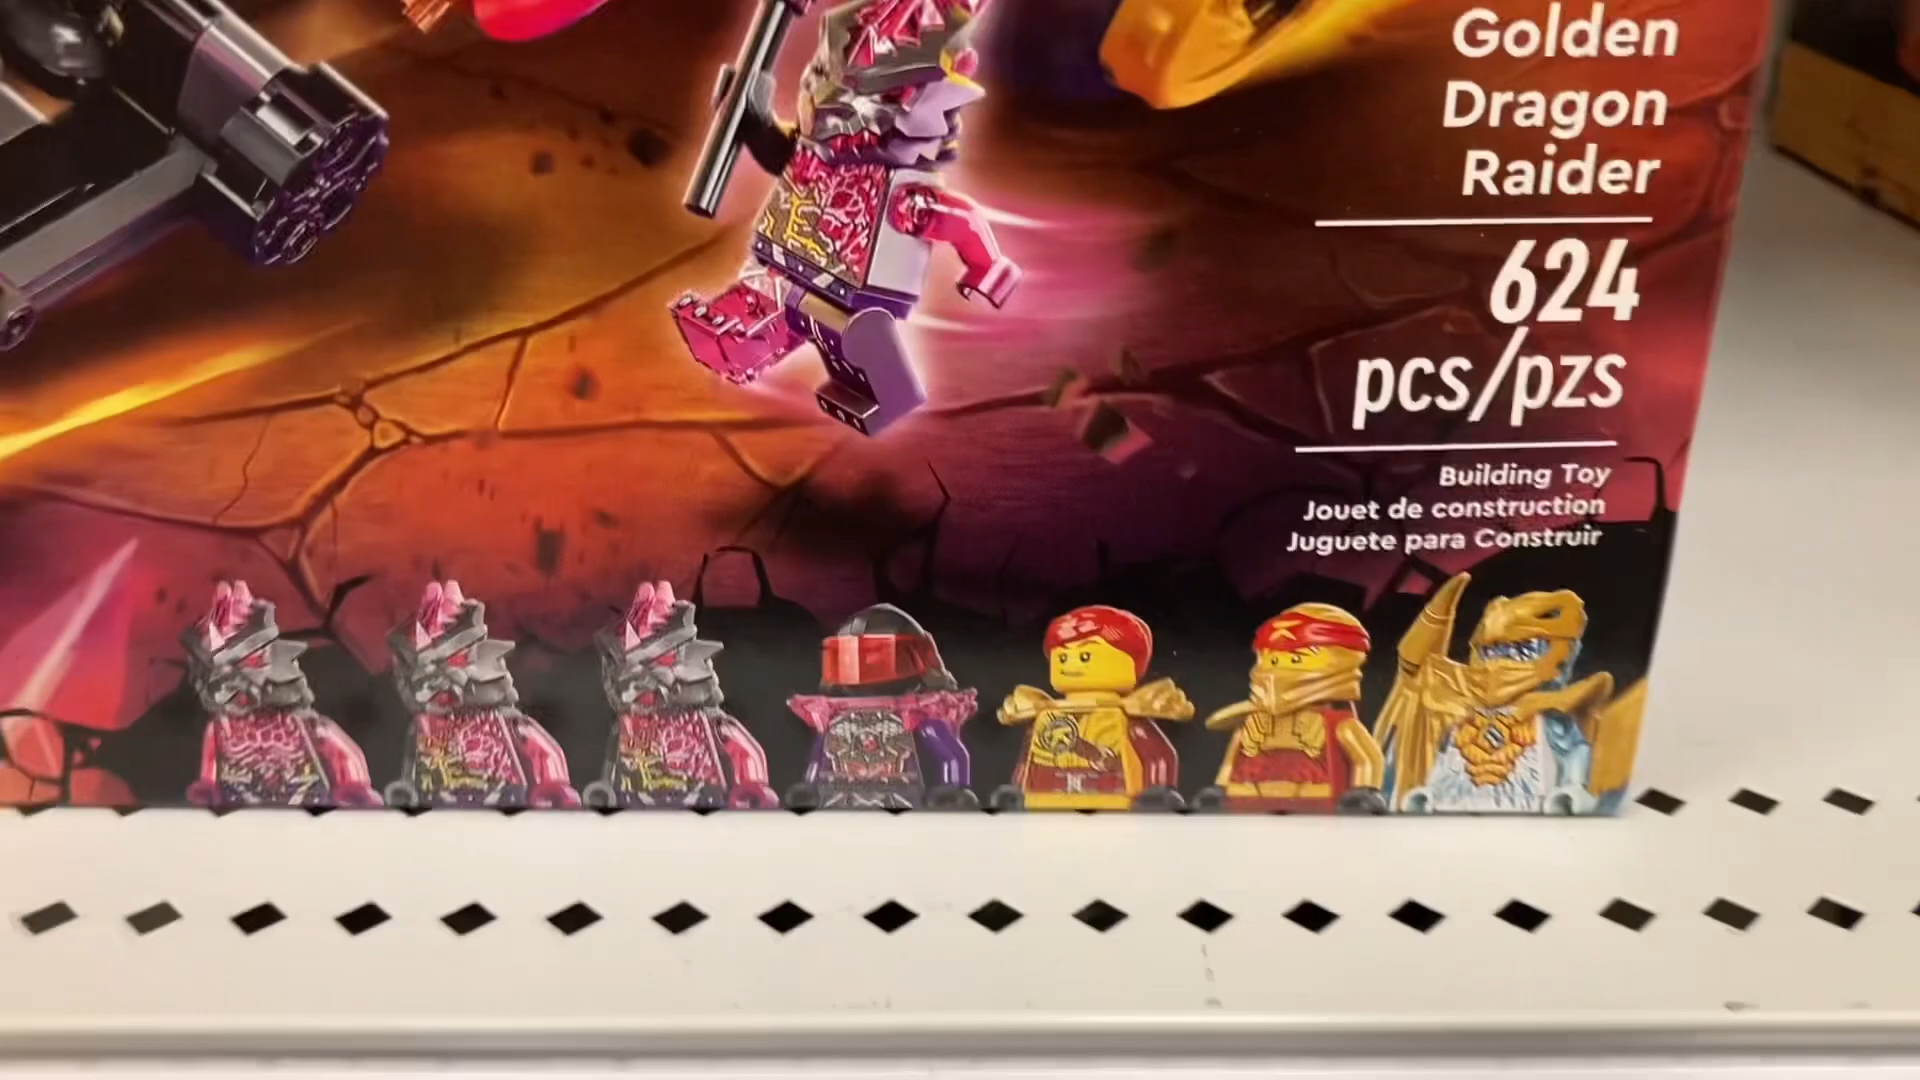 Golden
Dragon
Raider
624
pcs/pzs
Building Toy
Jouet de construction
Juguete para Construir